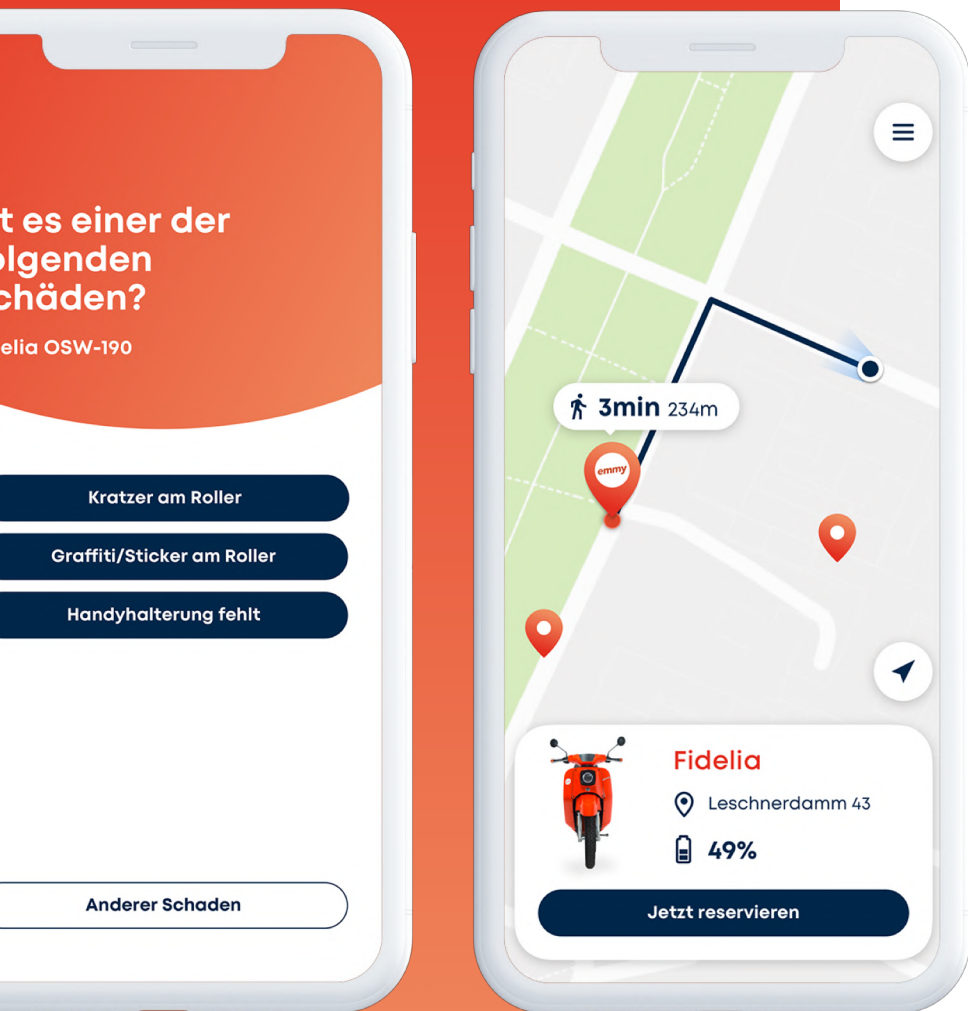 t es einer der
olgenden
chäden?
elia OSW-190
Kratzer am Roller
Graffiti/Sticker am Roller
Handyhalterung fehlt
Anderer Schaden
3min 234m
emmy
Fidelia
Leschnerdamm 43
49%
Jetzt reservieren